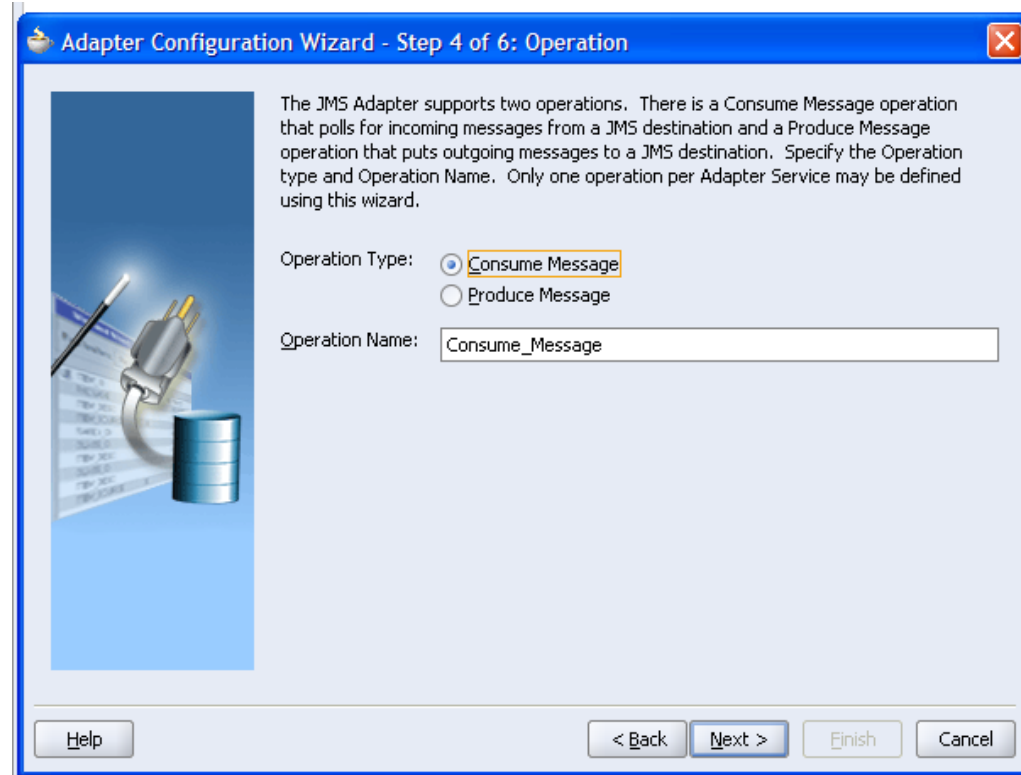 Adapter Configuration Wizard - Step 4 of 6: Operation
The JMS Adapter supports two operations. There is a Consume Message operation
that polls for incoming messages from a JMS destination and a Produce Message
operation that puts outgoing messages to a JMS destination. Specify the Operation
type and Operation Name. Only one operation per Adapter Service may be defined
using this wizard.
Operation Type:
Consume Message
Produce Message
Operation Name:
Consume_Message
Help
< Back
Next >
Finish
Cancel